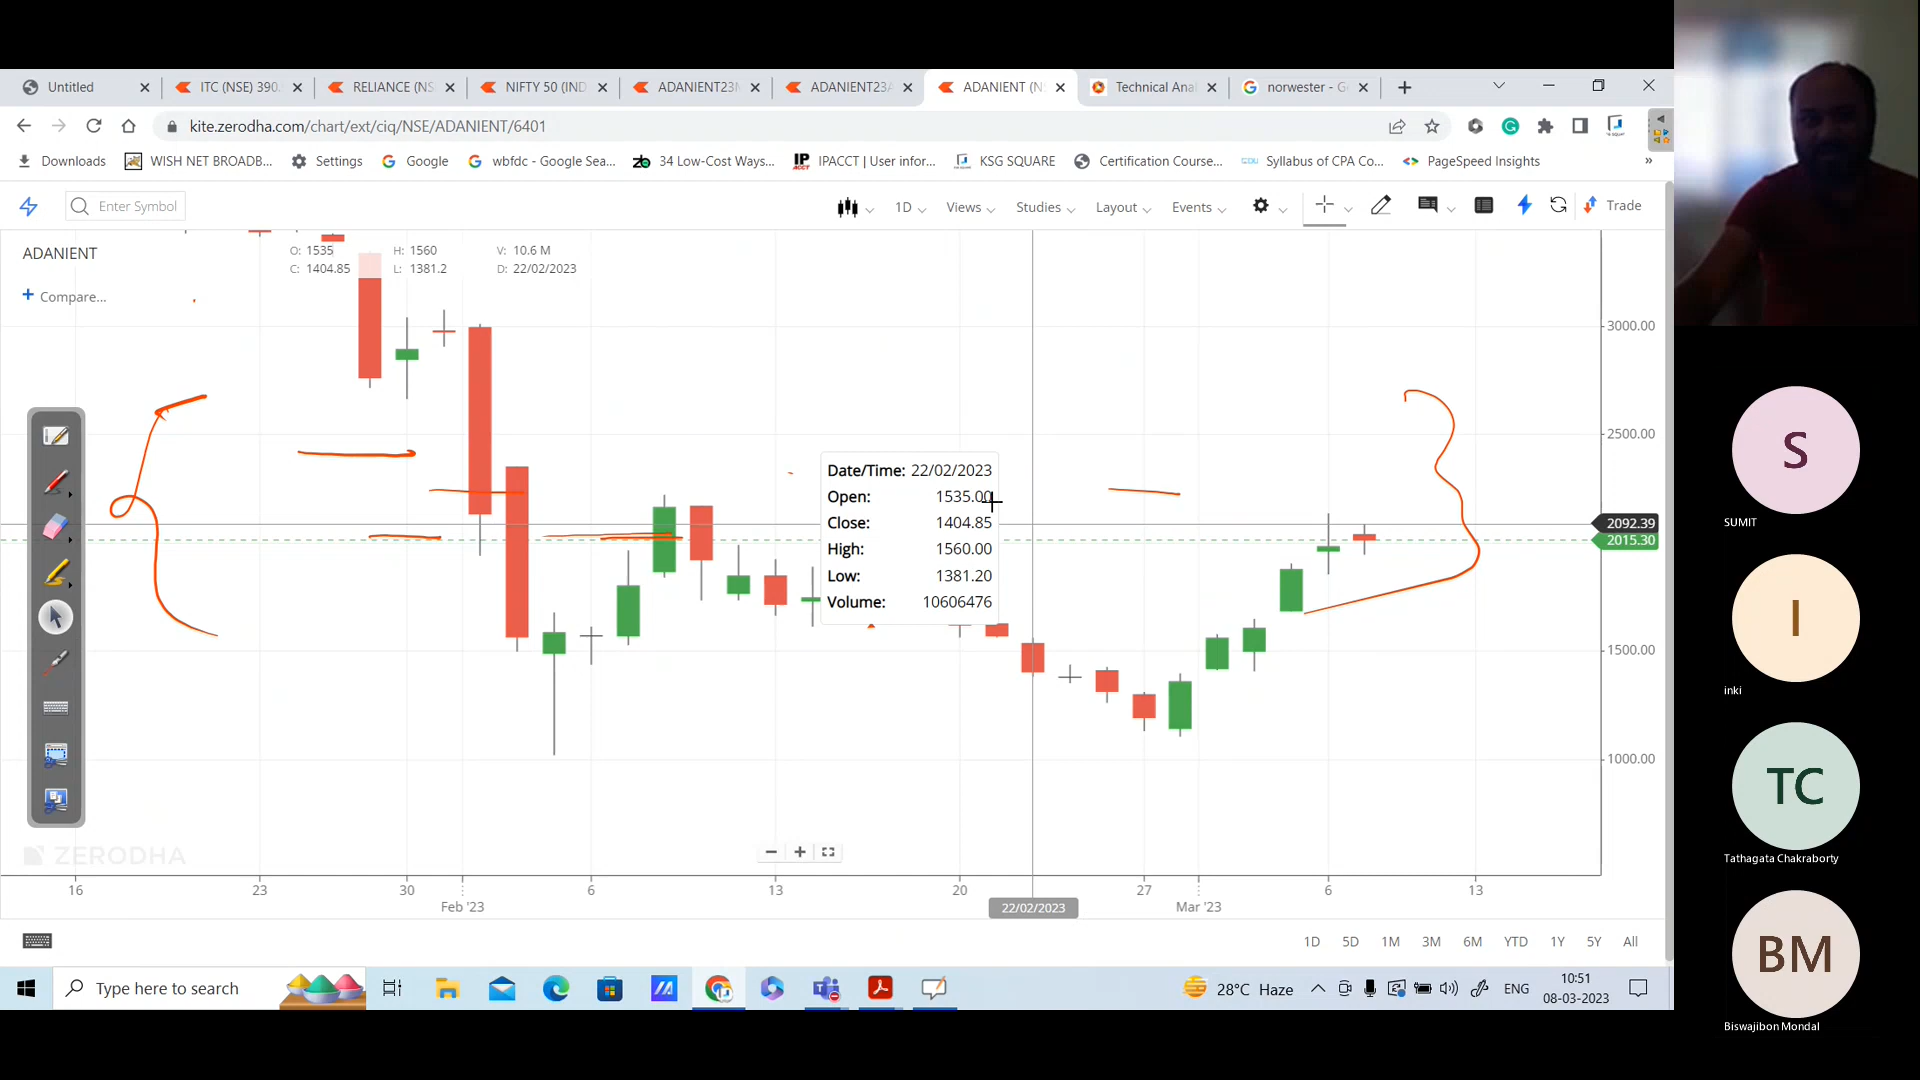 Untitled ITC (NSE) 390. RELIANCE (NS NIFTY 50 (IND ADANIENT23 ADANIENT23A ADANIENT (N Technical Anal norwester - G
kite.zerodha.com/chart/ext/ciq/NSE/ADANIENT/6401
Downloads WISH NET BROADB... Settings Google wbfdc - Google Sea... 34 Low-Cost Ways... IPACCT | User infor... KSG SQUARE Certification Course... Syllabus of CPA Co... PageSpeed Insights »
Enter Symbol 1D Views Studies Layout Events Trade
ADANIENT
O: 1535 H: 1560 V: 10.6 M
C: 1404.85 L: 1381.2 D: 22/02/2023
+ Compare...
3000.00
2500.00
Date/Time: 22/02/2023
Open: 1535.00
Close: 1404.85
High: 1560.00
Low: 1381.20
Volume: 10606476
2092.39
2015.30
1500.00
1000.00
ZERODHA
16 23 30 6 13 20 27 6 13
Feb '23 22/02/2023 Mar '23
1D 5D 1M 3M 6M YTD 1Y 5Y All
Type here to search 28°C Haze ENG 10:51
08-03-2023
S
SUMIT
I
inki
TC
Tathagata Chakraborty
BM
Biswajibon Mondal